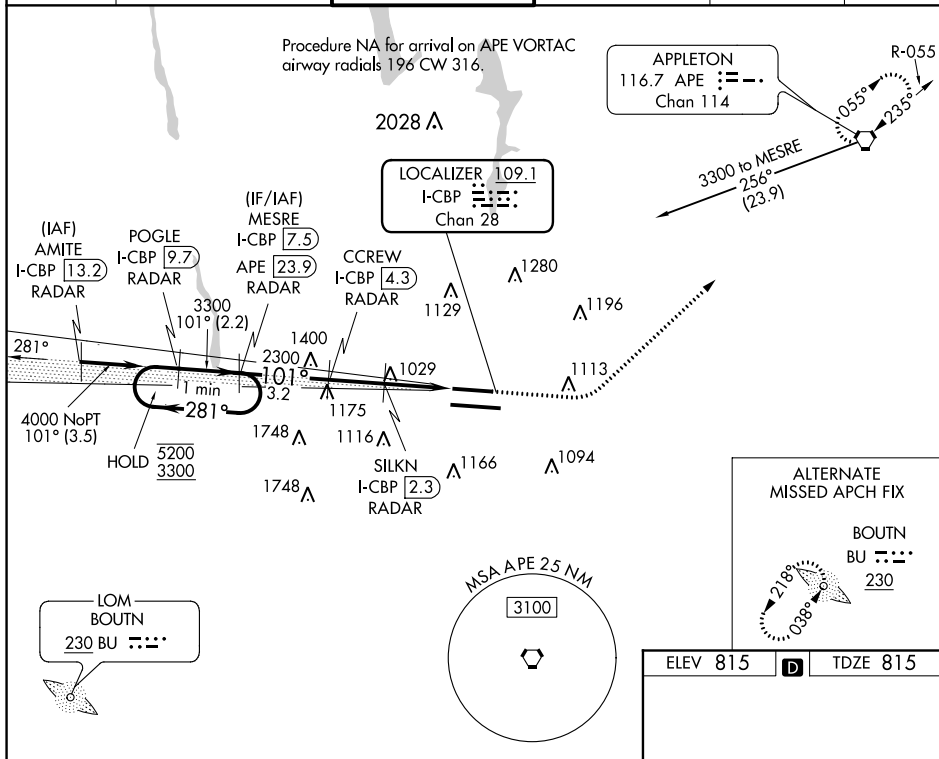 Procedure NA for arrival on APE VORTAC
airway radials 196 CW 316.
APPLETON
116.7 APE
Chan 114
R-055
055°
235°
2028
3300 to MESRE
256°
(23.9)
LOCALIZER 109.1
I-CBP
Chan 28
(IAF)
AMITE
I-CBP 13.2
RADAR
POGLE
I-CBP 9.7
RADAR
(IF/IAF)
MESRE
I-CBP 7.5
APE 23.9
RADAR
CCREW
I-CBP 4.3
RADAR
1280
1129
1196
3300
101° (2.2)
1400
281°
2300
101°
3.2
1029
1113
1 min
281°
1175
4000 NoPT
101° (3.5)
HOLD 5200
3300
1748
1116
SILKN
I-CBP 2.3
RADAR
1166
1094
1748
ALTERNATE
MISSED APCH FIX
BOUTN
BU
230
218°
038°
MSA APE 25 NM
3100
LOM
BOUTN
230 BU
ELEV 815 D TDZE 815